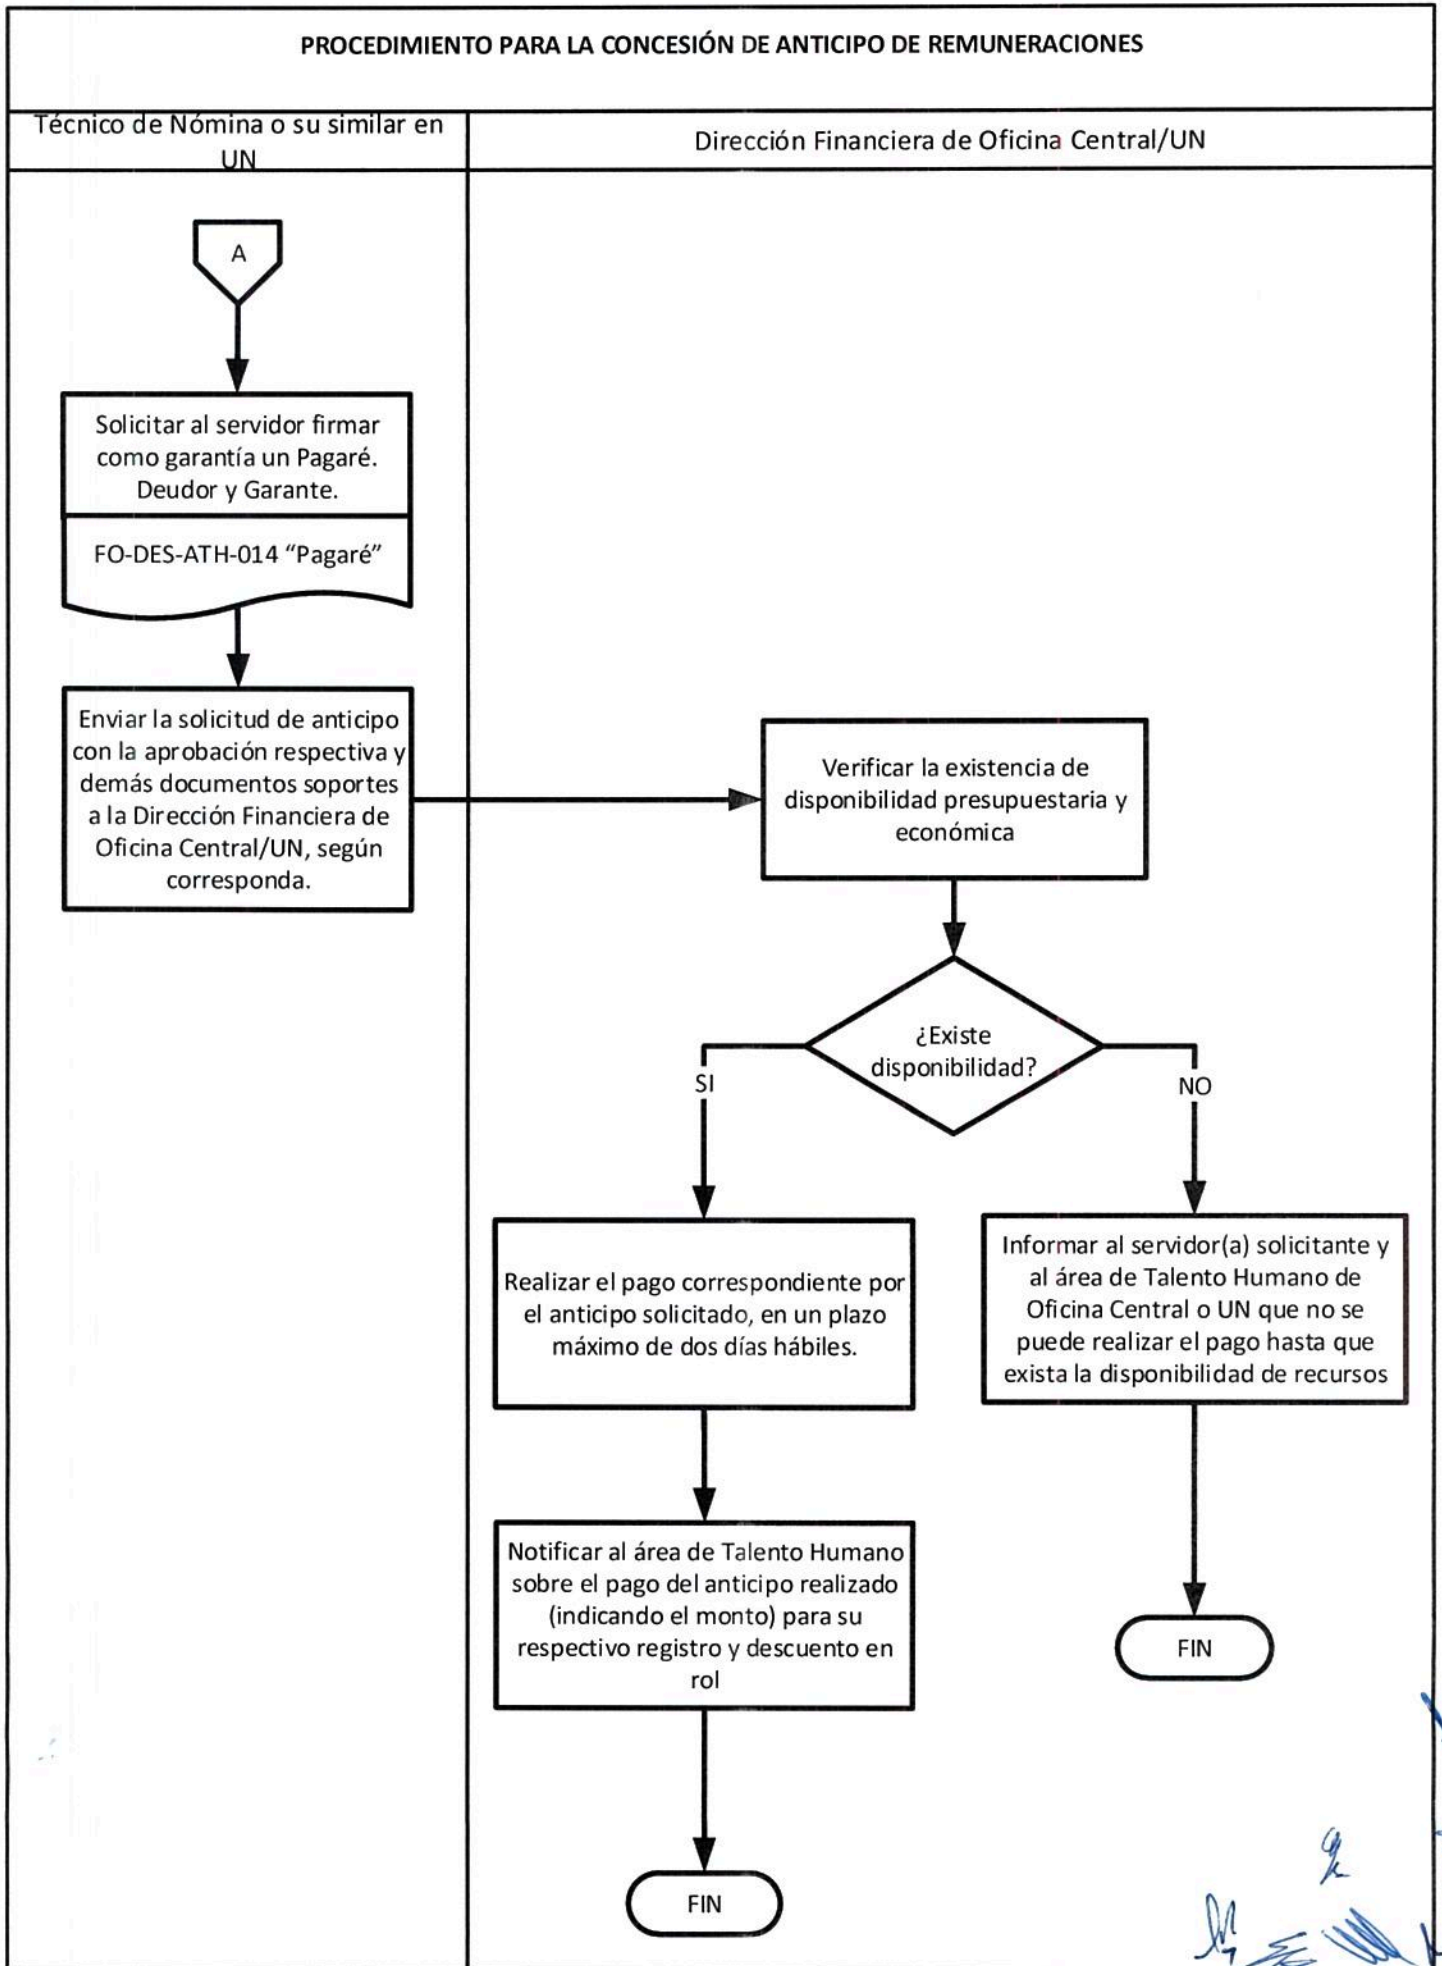 PROCEDIMIENTO PARA LA CONCESIÓN DE ANTICIPO DE REMUNERACIONES
Técnico de Nómina o su similar en
UN
Dirección Financiera de Oficina Central/UN
A
Solicitar al servidor firmar
como garantía un Pagaré.
Deudor y Garante.
FO-DES-ATH-014 “Pagaré”
Enviar la solicitud de anticipo
con la aprobación respectiva y
demás documentos soportes
a la Dirección Financiera de
Oficina Central/UN, según
corresponda.
Verificar la existencia de
disponibilidad presupuestaria y
económica
¿Existe
disponibilidad?
SI
NO
Realizar el pago correspondiente por
el anticipo solicitado, en un plazo
máximo de dos días hábiles.
Informar al servidor(a) solicitante y
al área de Talento Humano de
Oficina Central o UN que no se
puede realizar el pago hasta que
exista la disponibilidad de recursos
Notificar al área de Talento Humano
sobre el pago del anticipo realizado
(indicando el monto) para su
respectivo registro y descuento en
rol
FIN
FIN